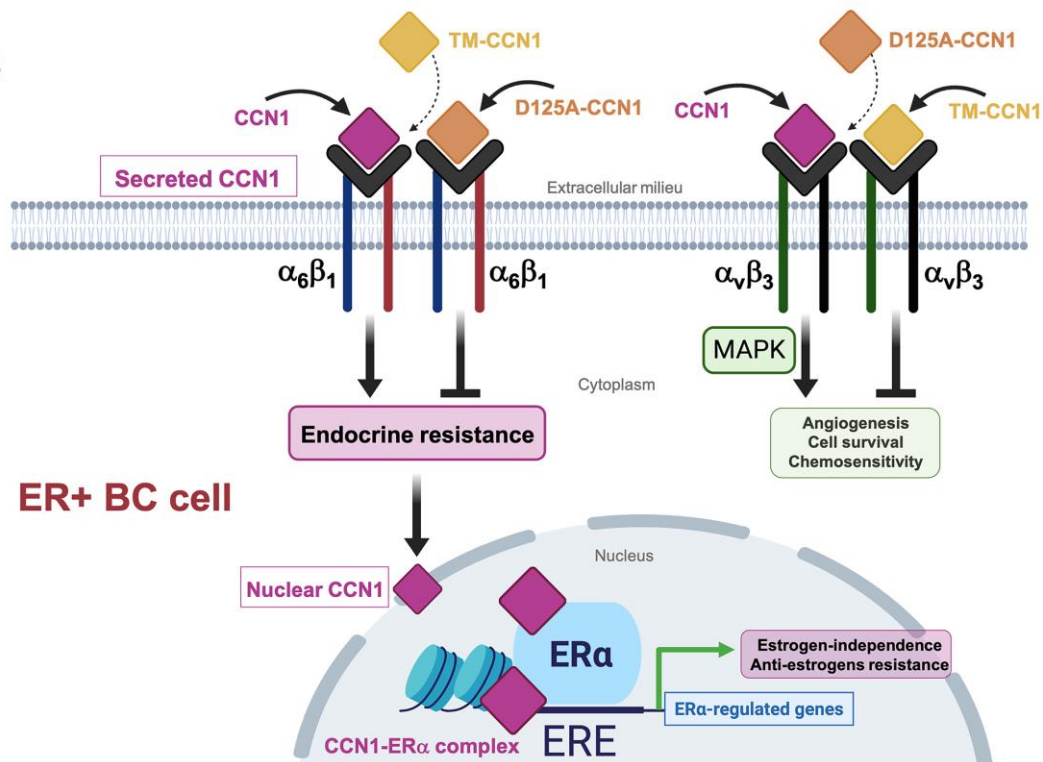 TM-CCN1
D125A-CCN1
CCN1
D125A-CCN1
CCN1
TM-CCN1
Secreted CCN1
Extracellular milieu
α6β1
α6β1
αvβ3
αvβ3
MAPK
Cytoplasm
Endocrine resistance
Angiogenesis
Cell survival
Chemosensitivity
ER+ BC cell
Nucleus
Nuclear CCN1
ERα
Estrogen-independence
Anti-estrogens resistance
ERα-regulated genes
CCN1-ERα complex
ERE